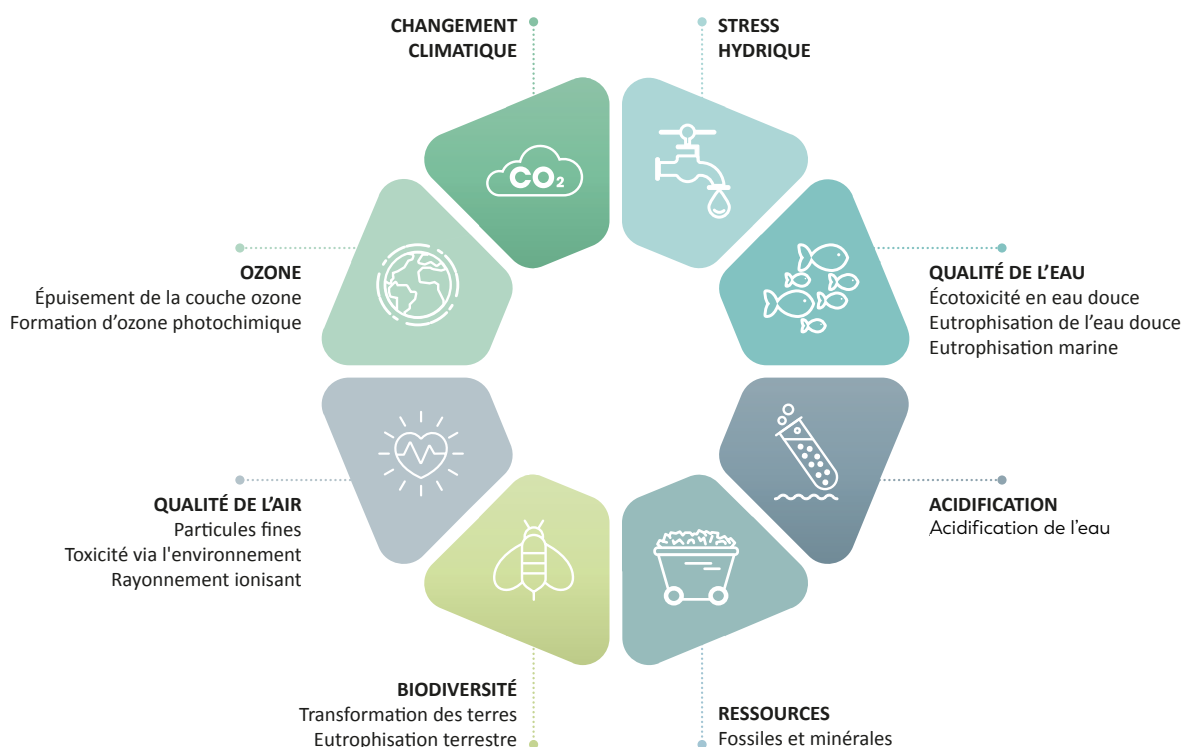 CHANGEMENT
CLIMATIQUE
STRESS
HYDRIQUE
CO₂
OZONE
Épuisement de la couche ozone
Formation d’ozone photochimique
QUALITÉ DE L’EAU
Écotoxicité en eau douce
Eutrophisation de l’eau douce
Eutrophisation marine
QUALITÉ DE L’AIR
Particules fines
Toxicité via l'environnement
Rayonnement ionisant
ACIDIFICATION
Acidification de l’eau
BIODIVERSITÉ
Transformation des terres
Eutrophisation terrestre
RESSOURCES
Fossiles et minérales